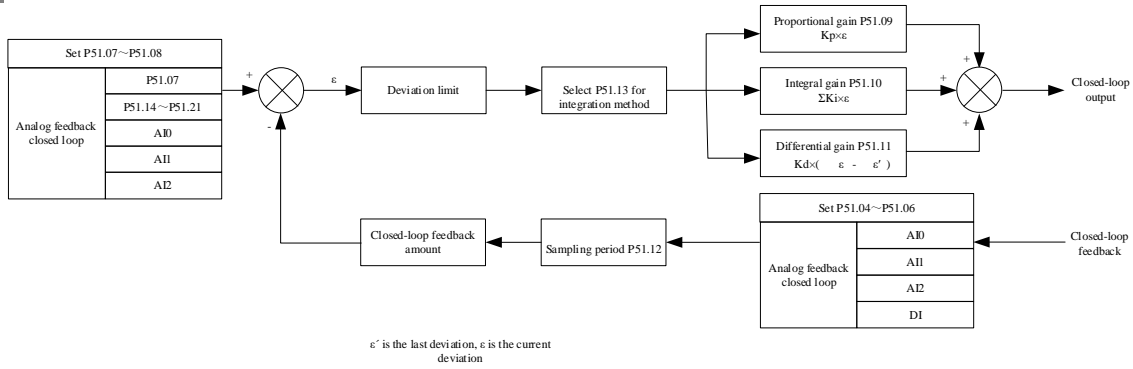 Set P51.07～P51.08
Analog feedback
closed loop
P51.07
P51.14～P51.21
AI0
AI1
AI2
+
-
ε
Deviation limit
Select P51.13 for
integration method
Proportional gain P51.09
Kp×ε
Integral gain P51.10
ΣKi×ε
Differential gain P51.11
Kd×( ε - ε′ )
+
+
+
Closed-loop
output
Closed-loop feedback
amount
Sampling period P51.12
Set P51.04～P51.06
Analog feedback
closed loop
AI0
AI1
AI2
DI
Closed-loop
feedback
ε´ is the last deviation, ε is the current
deviation